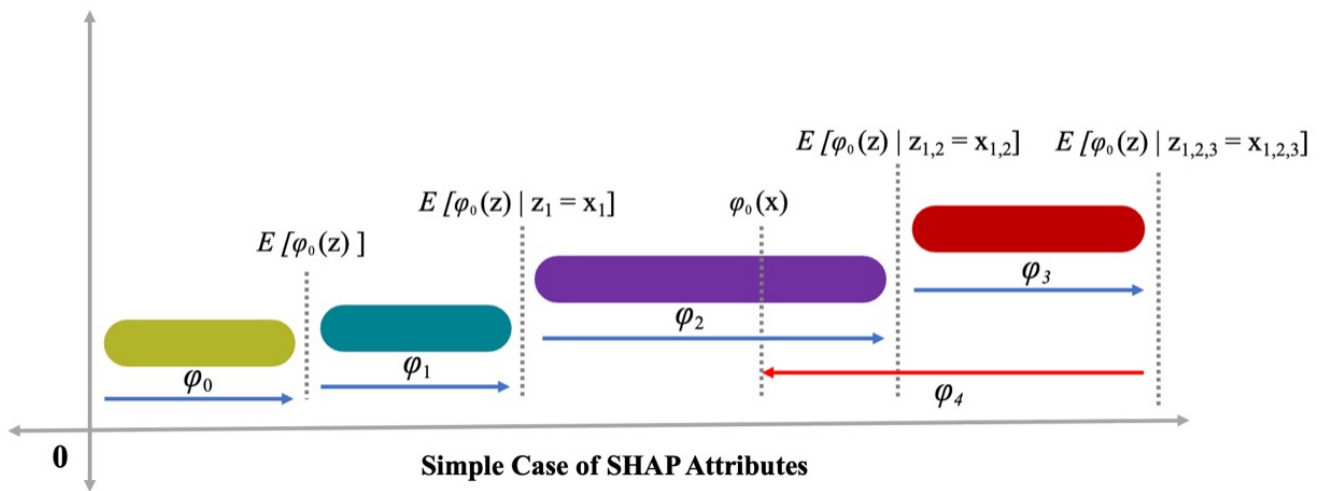 E [φ₀(z) | z₁,₂ = x₁,₂]
E [φ₀(z) | z₁,₂,₃ = x₁,₂,₃]
E [φ₀(z) | z₁ = x₁]
φ₀(x)
E [φ₀(z) ]
φ₃
φ₂
φ₁
φ₀
φ₄
0
Simple Case of SHAP Attributes